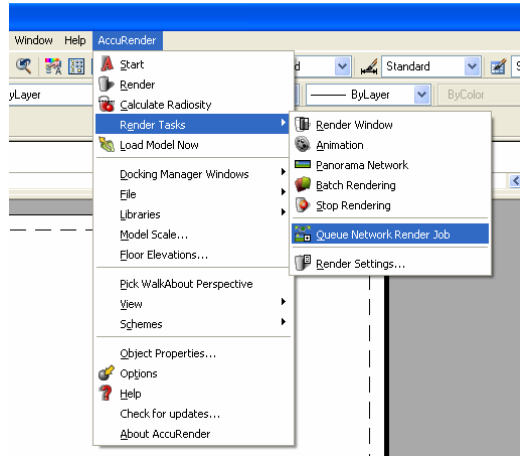 Window Help AccuRender
Start
Render
Calculate Radiosity
Render Tasks
Load Model Now
Docking Manager Windows
File
Libraries
Model Scale...
Floor Elevations...
Pick WalkAbout Perspective
View
Schemes
Object Properties...
Options
Help
Check for updates...
About AccuRender
Standard
ByLayer
ByColor
yLayer
Render Window
Animation
Panorama Network
Batch Rendering
Stop Rendering
Queue Network Render Job
Render Settings...